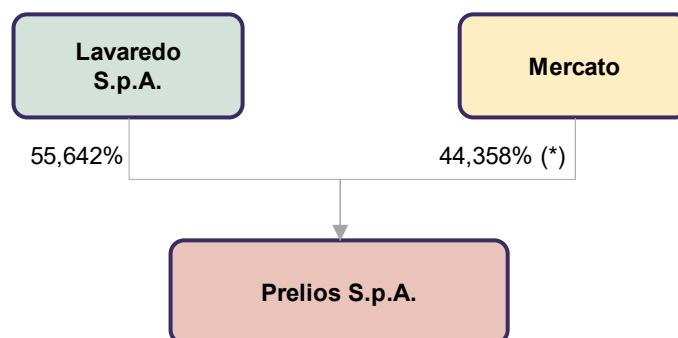 Lavaredo
S.p.A.
Mercato
55,642%
44,358% (*)
Prelios S.p.A.